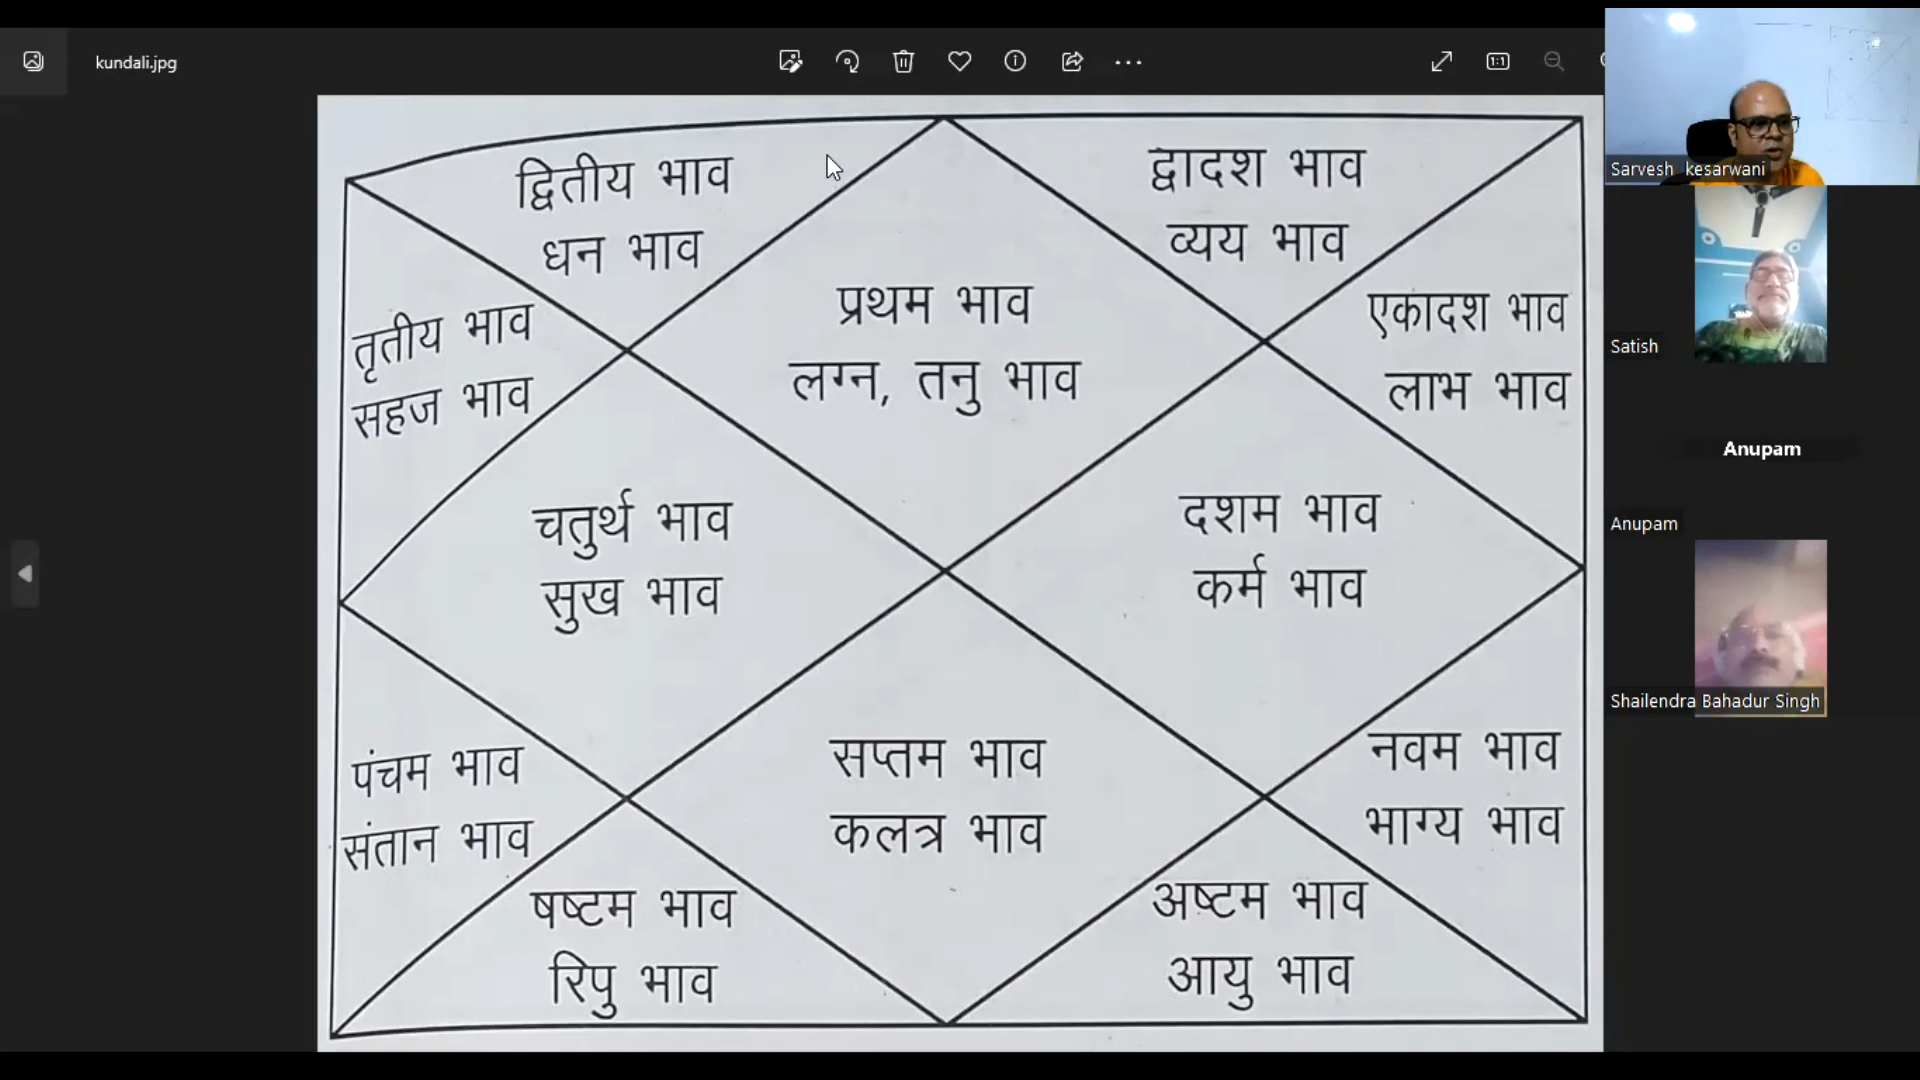 kundali.jpg
द्वितीय भाव
धन भाव
द्वादश भाव
व्यय भाव
तृतीय भाव
सहज भाव
प्रथम भाव
लग्न, तनु भाव
एकादश भाव
लाभ भाव
चतुर्थ भाव
सुख भाव
दशम भाव
कर्म भाव
पंचम भाव
संतान भाव
सप्तम भाव
कलत्र भाव
नवम भाव
भाग्य भाव
षष्टम भाव
रिपु भाव
अष्टम भाव
आयु भाव
Sarvesh kesarwani
Satish
Anupam
Anupam
Shailendra Bahadur Singh